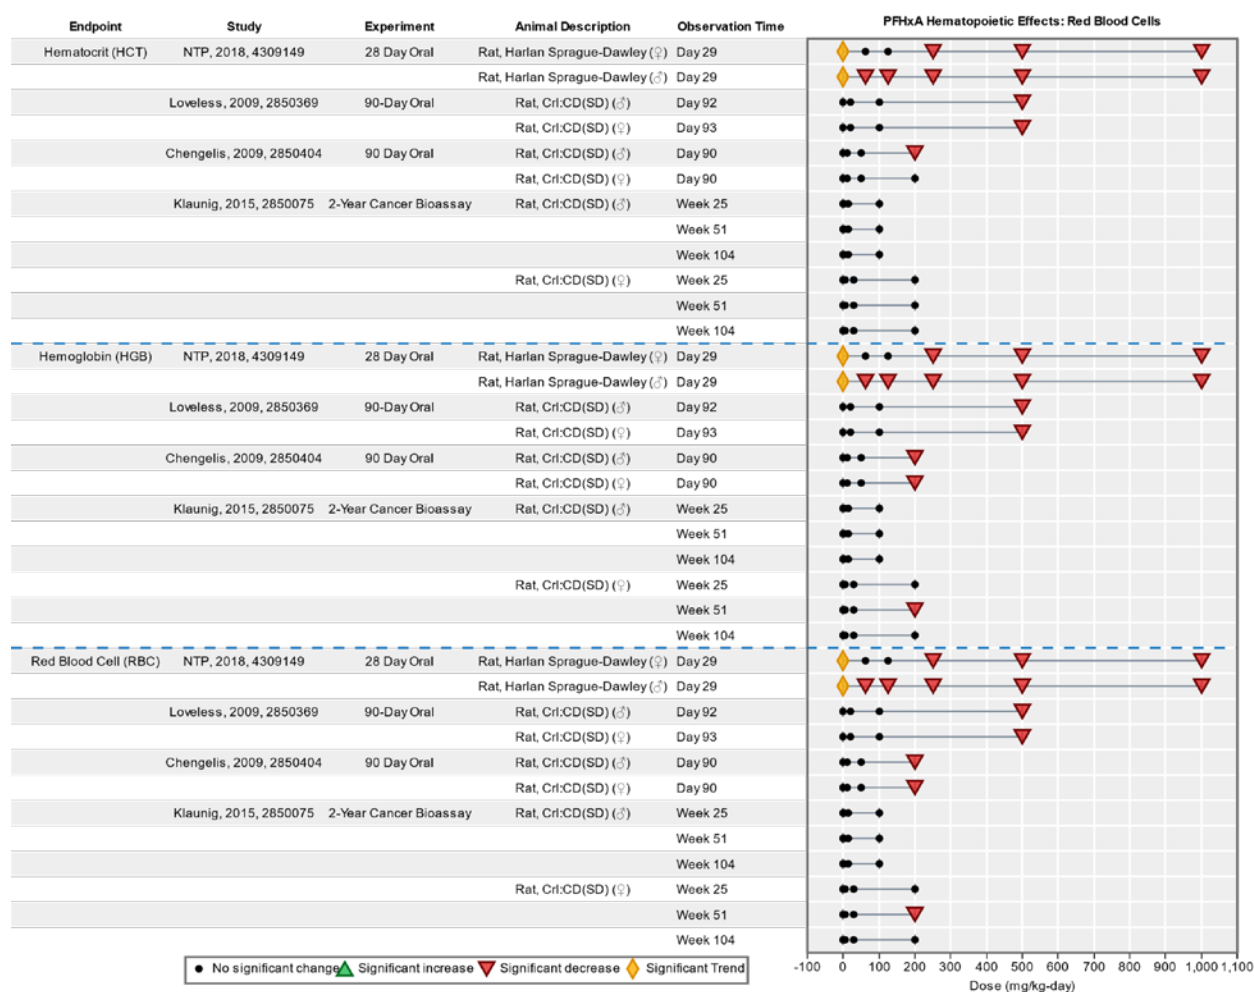 Endpoint Study Experiment Animal Description Observation Time PFHxA Hematopoietic Effects: Red Blood Cells
Hematocrit (HCT) NTP, 2018, 4309149 28 Day Oral Rat, Harlan Sprague-Dawley (♀) Day 29
Rat, Harlan Sprague-Dawley (♂) Day 29
Loveless, 2009, 2850369 90-Day Oral Rat, Crl:CD(SD) (♂) Day 92
Rat, Crl:CD(SD) (♀) Day 93
Chengelis, 2009, 2850404 90 Day Oral Rat, Crl:CD(SD) (♂) Day 90
Rat, Crl:CD(SD) (♀) Day 90
Klaunig, 2015, 2850075 2-Year Cancer Bioassay Rat, Crl:CD(SD) (♂) Week 25
Week 51
Week 104
Rat, Crl:CD(SD) (♀) Week 25
Week 51
Week 104
Hemoglobin (HGB) NTP, 2018, 4309149 28 Day Oral Rat, Harlan Sprague-Dawley (♀) Day 29
Rat, Harlan Sprague-Dawley (♂) Day 29
Loveless, 2009, 2850369 90-Day Oral Rat, Crl:CD(SD) (♂) Day 92
Rat, Crl:CD(SD) (♀) Day 93
Chengelis, 2009, 2850404 90 Day Oral Rat, Crl:CD(SD) (♂) Day 90
Rat, Crl:CD(SD) (♀) Day 90
Klaunig, 2015, 2850075 2-Year Cancer Bioassay Rat, Crl:CD(SD) (♂) Week 25
Week 51
Week 104
Rat, Crl:CD(SD) (♀) Week 25
Week 51
Week 104
Red Blood Cell (RBC) NTP, 2018, 4309149 28 Day Oral Rat, Harlan Sprague-Dawley (♀) Day 29
Rat, Harlan Sprague-Dawley (♂) Day 29
Loveless, 2009, 2850369 90-Day Oral Rat, Crl:CD(SD) (♂) Day 92
Rat, Crl:CD(SD) (♀) Day 93
Chengelis, 2009, 2850404 90 Day Oral Rat, Crl:CD(SD) (♂) Day 90
Rat, Crl:CD(SD) (♀) Day 90
Klaunig, 2015, 2850075 2-Year Cancer Bioassay Rat, Crl:CD(SD) (♂) Week 25
Week 51
Week 104
Rat, Crl:CD(SD) (♀) Week 25
Week 51
Week 104
No significant change Significant increase Significant decrease Significant Trend
-100 0 100 200 300 400 500 600 700 800 900 1,000 1,100
Dose (mg/kg-day)